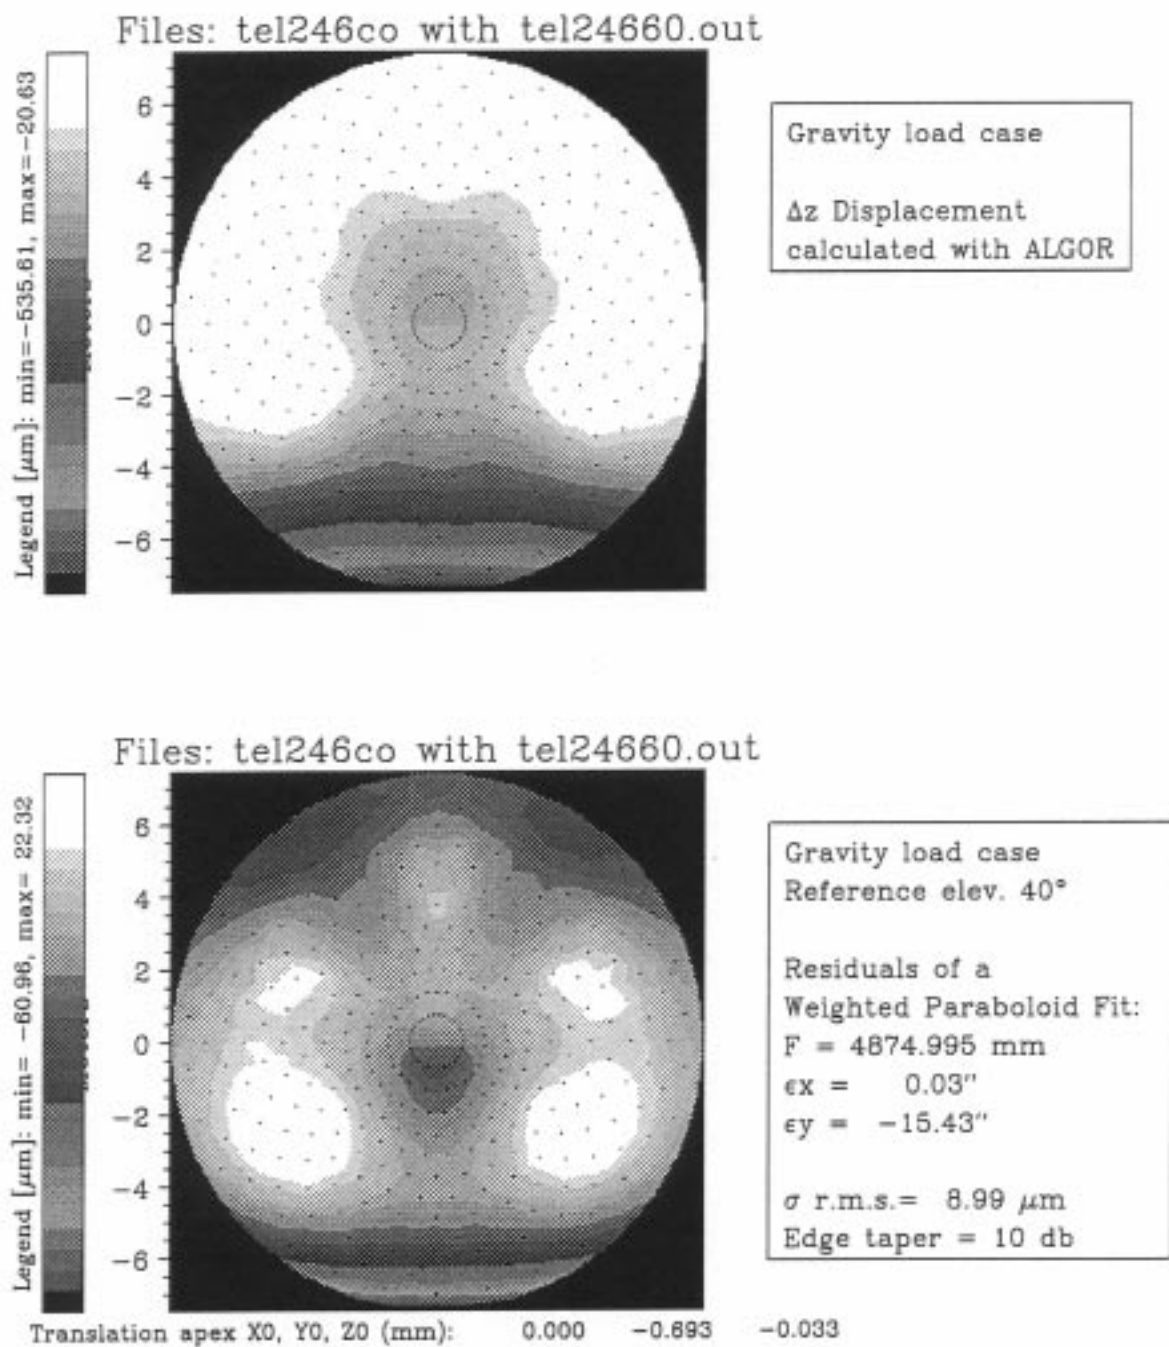 Files: tel246co with tel24660.out
Legend [μm]: min=-535.61, max=-20.63
6
4
2
0
-2
-4
-6
Gravity load case
Δz Displacement
calculated with ALGOR
Files: tel246co with tel24660.out
Legend [μm]: min= -60.96, max= 22.32
6
4
2
0
-2
-4
-6
Gravity load case
Reference elev. 40°
Residuals of a
Weighted Paraboloid Fit:
F = 4874.995 mm
εx = 0.03"
εy = -15.43"
σ r.m.s.= 8.99 μm
Edge taper = 10 db
Translation apex X0, Y0, Z0 (mm): 0.000 -0.693 -0.033